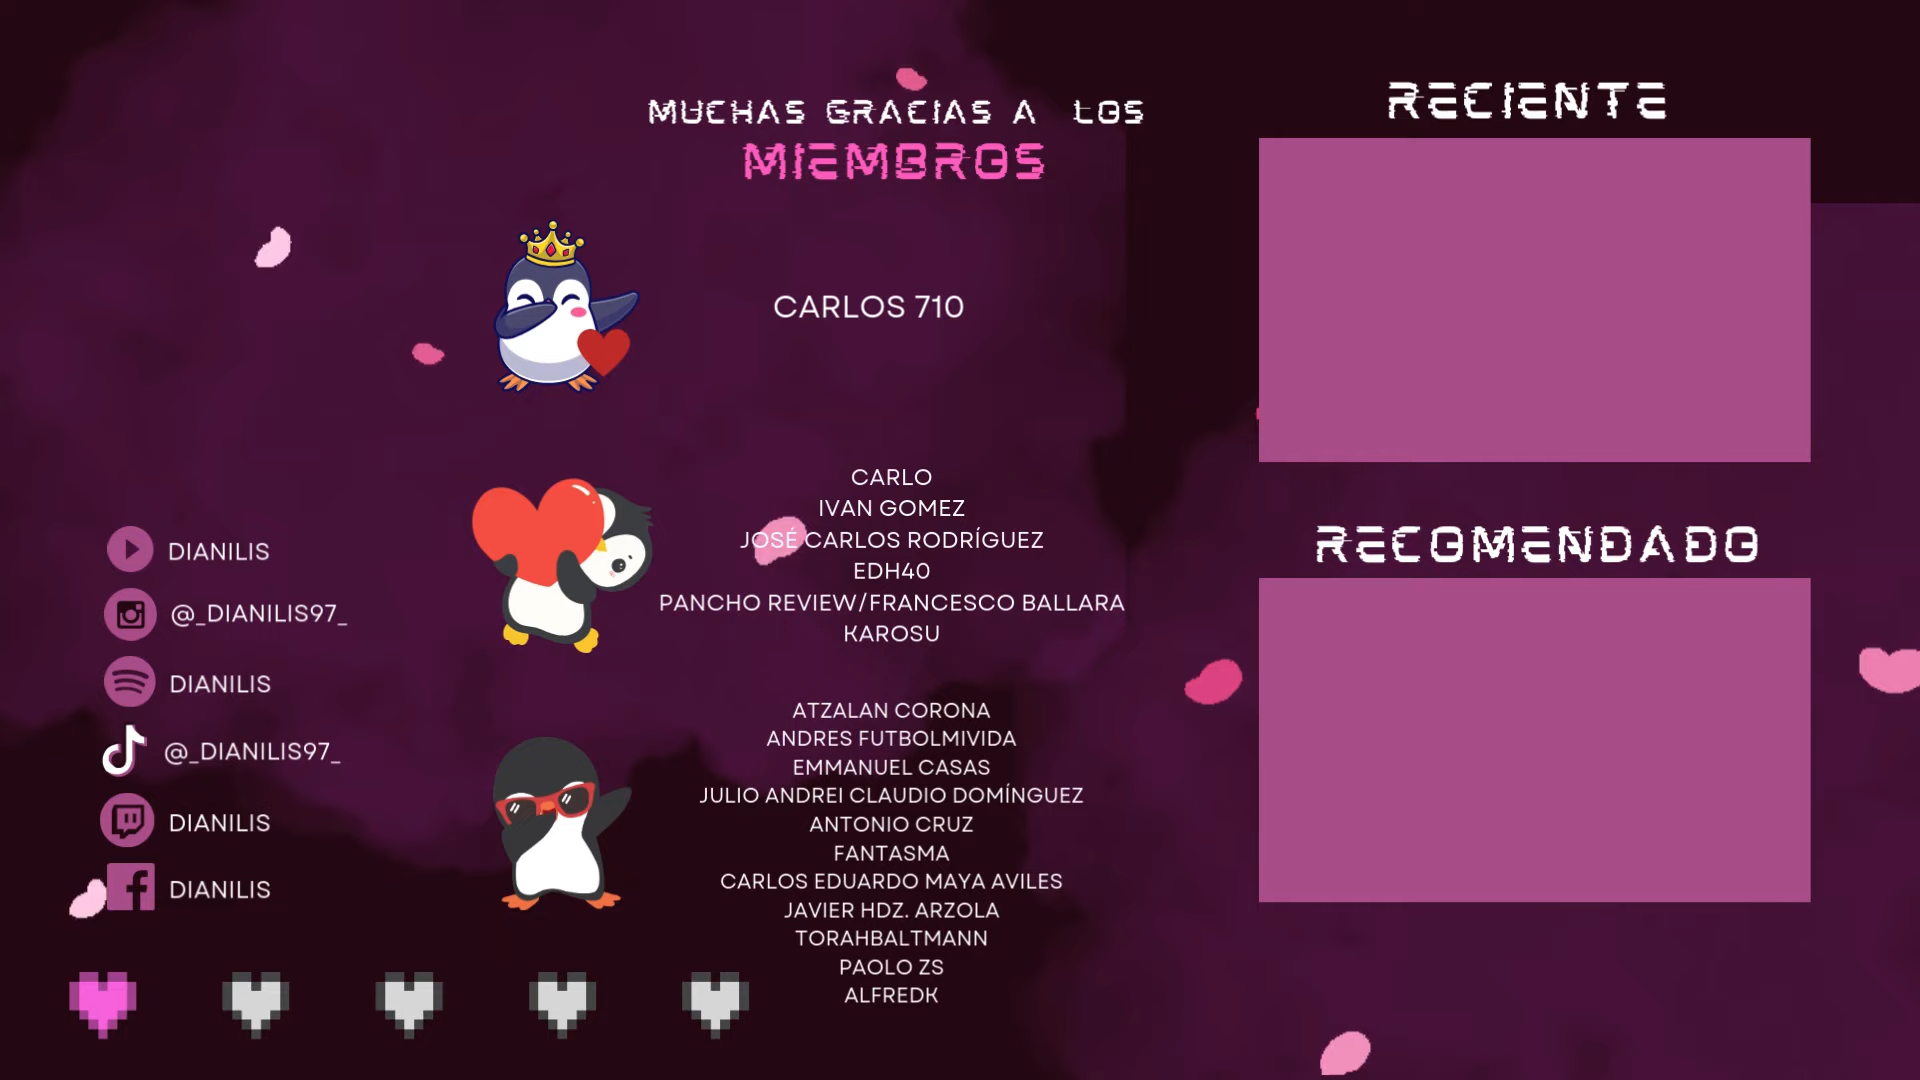 MUCHAS GRACIAS A LOS
MIEMBROS
CARLOS 710
CARLO
IVAN GOMEZ
JOSÉ CARLOS RODRÍGUEZ
EDH40
PANCHO REVIEW/FRANCESCO BALLARA
KAROSU
ATZALAN CORONA
ANDRES FUTBOLMIVIDA
EMMANUEL CASAS
JULIO ANDREI CLAUDIO DOMÍNGUEZ
ANTONIO CRUZ
FANTASMA
CARLOS EDUARDO MAYA AVILES
JAVIER HDZ. ARZOLA
TORAHBALTMANN
PAOLO ZS
ALFREDK
DIANILIS
@_DIANILIS97_
DIANILIS
@_DIANILIS97_
DIANILIS
DIANILIS
RECIENTE
RECOMENDADO